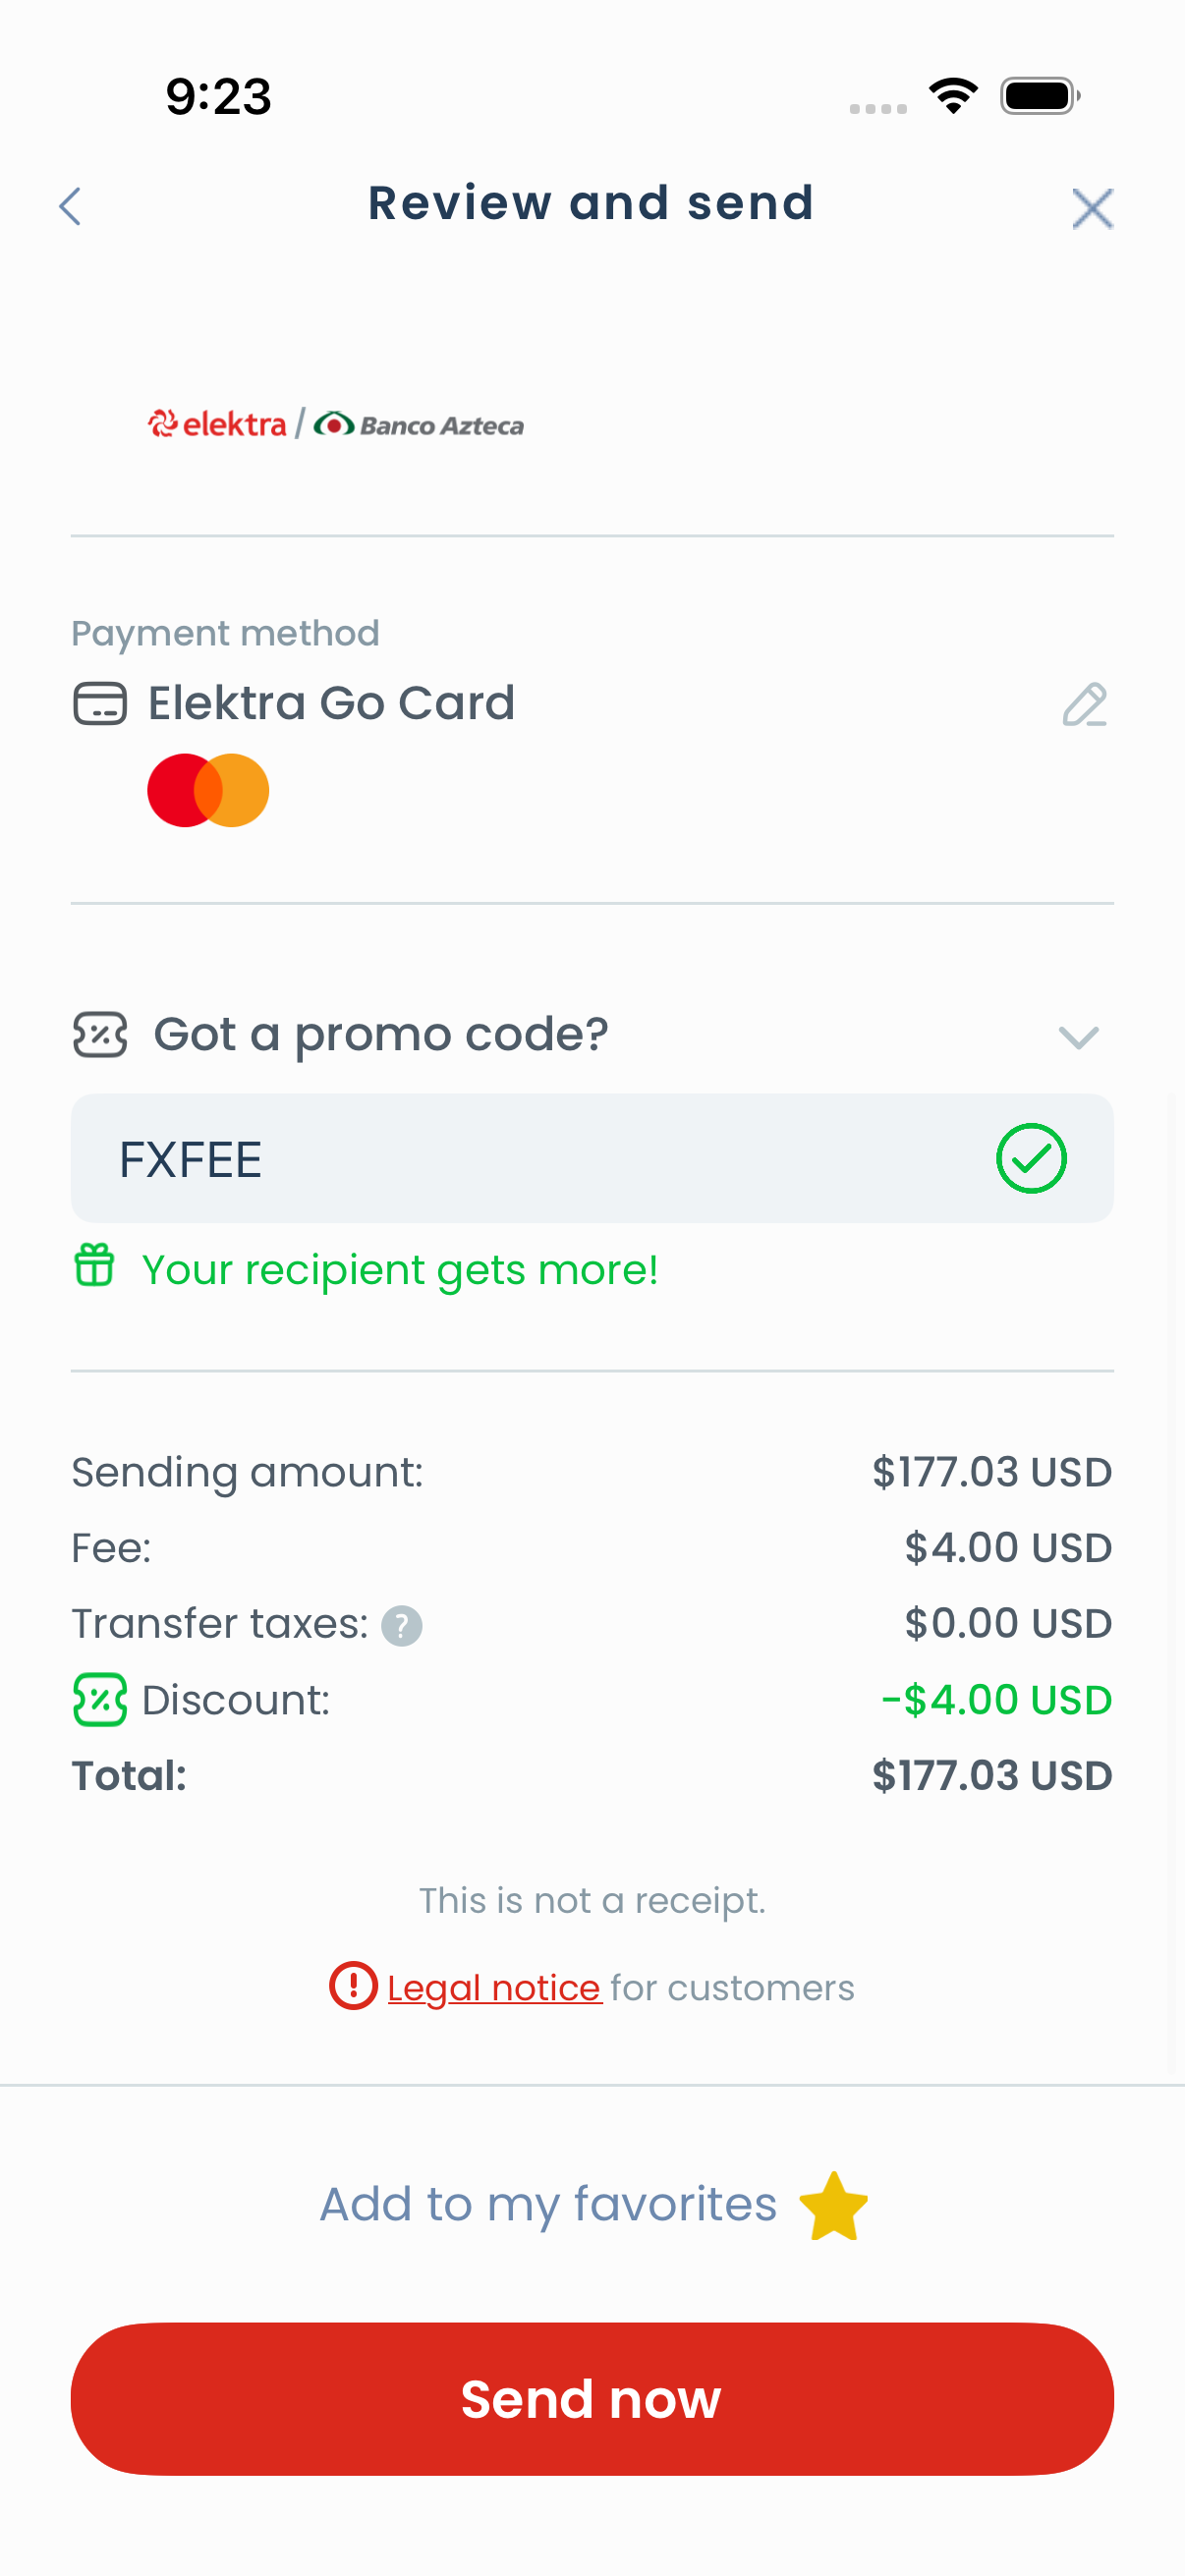 9:23
Review and send
elektra / Banco Azteca
Payment method
Elektra Go Card
Got a promo code?
FXFEE
Your recipient gets more!
Sending amount: $177.03 USD
Fee: $4.00 USD
Transfer taxes: ? $0.00 USD
Discount: -$4.00 USD
Total: $177.03 USD
This is not a receipt.
Legal notice for customers
Add to my favorites
Send now